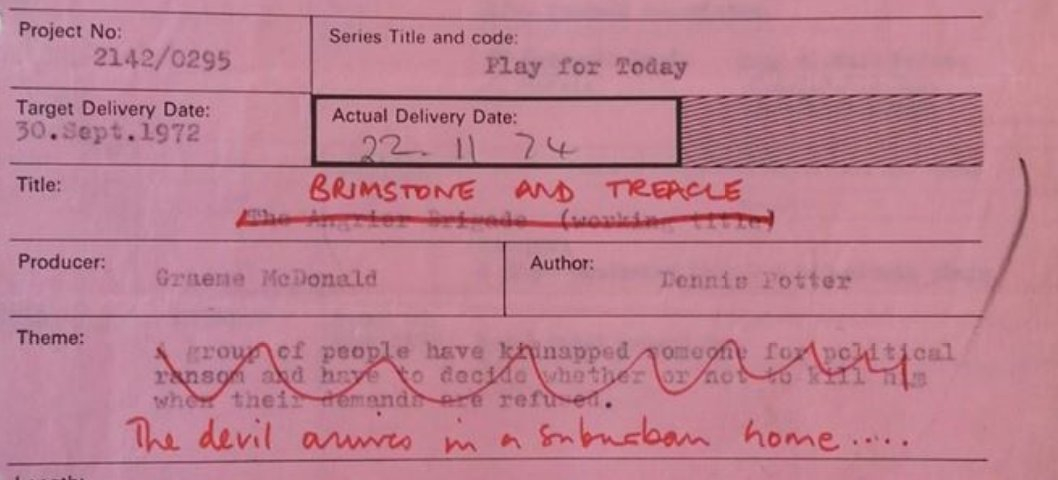 Project No:
2142/0295
Series Title and code:
Play for Today
Target Delivery Date:
30.Sept.1972
Actual Delivery Date:
22. 11 74
Title:
BRIMSTONE AND TREACLE
The Angrier Brigade (working title)
Producer:
Graeme McDonald
Author:
Dennis Potter
Theme:
A group of people have kidnapped someone for political
ransom and have to decide whether or not to kill him
when their demands are refused.
The devil arrives in a suburban home.....